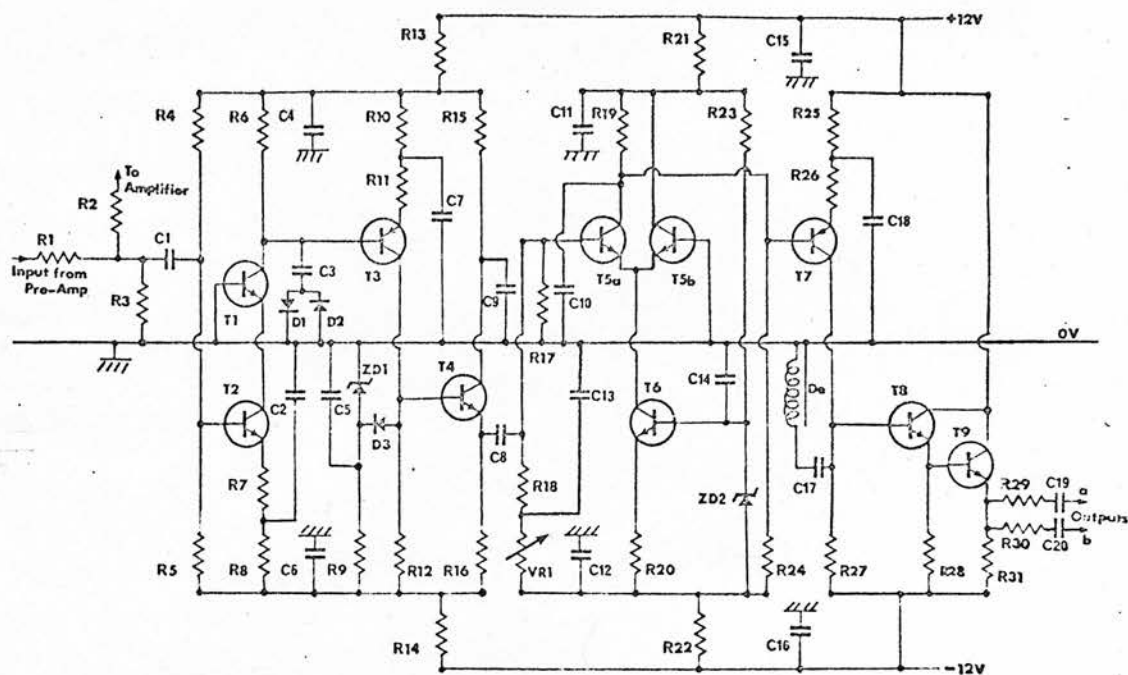 +12V
R13
R21
C15
R4
R6
C4
R10
R15
C11
R19
R23
R25
To
Amplifier
R11
R26
R2
C7
C18
R1
C1
Input from
Pre-Amp
T3
C3
T5a
T5b
T7
R3
C9
C10
T1
D1
D2
R17
0V
ZD1
T2
T4
C14
C2
C5
C13
T6
De
T8
D3
T9
C8
R7
R18
ZD2
C17
R29
C19
a
Outputs
b
R30
C20
R5
R8
C6
R9
R12
R16
VR1
C12
R20
R24
R27
R28
R31
R14
R22
C16
-12V